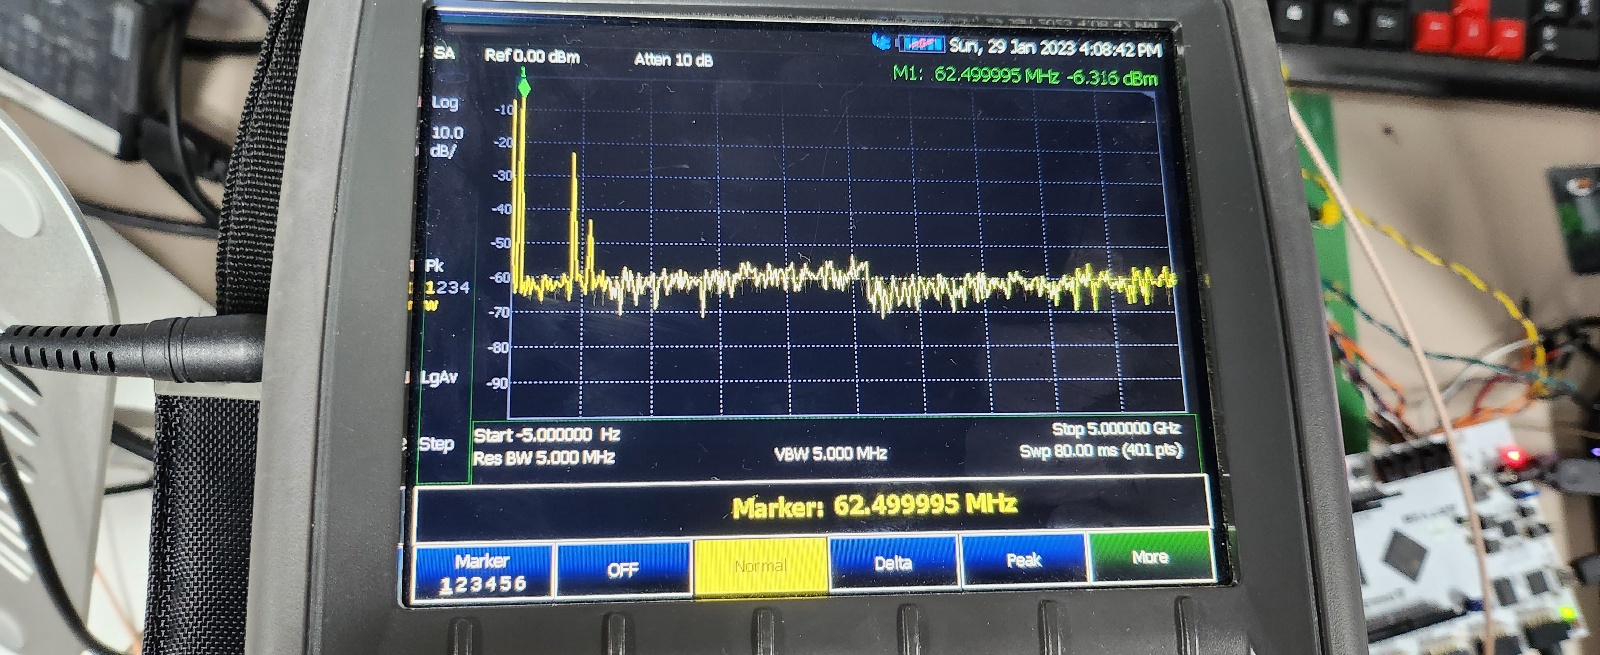 SA
Ref 0.00 dBm
Atten 10 dB
Sun, 29 Jan 2023 4:08:42 PM
M1: 62.499995 MHz -6.316 dBm
1
Log
10.0
dB/
-10
-20
-30
-40
-50
-60
-70
-80
-90
Pk
1234
W
LgAv
Step
Start -5.000000 Hz
Stop 5.000000 GHz
Res BW 5.000 MHz
VBW 5.000 MHz
Swp 80.00 ms (401 pts)
Marker: 62.499995 MHz
Marker
123456
OFF
Normal
Delta
Peak
More